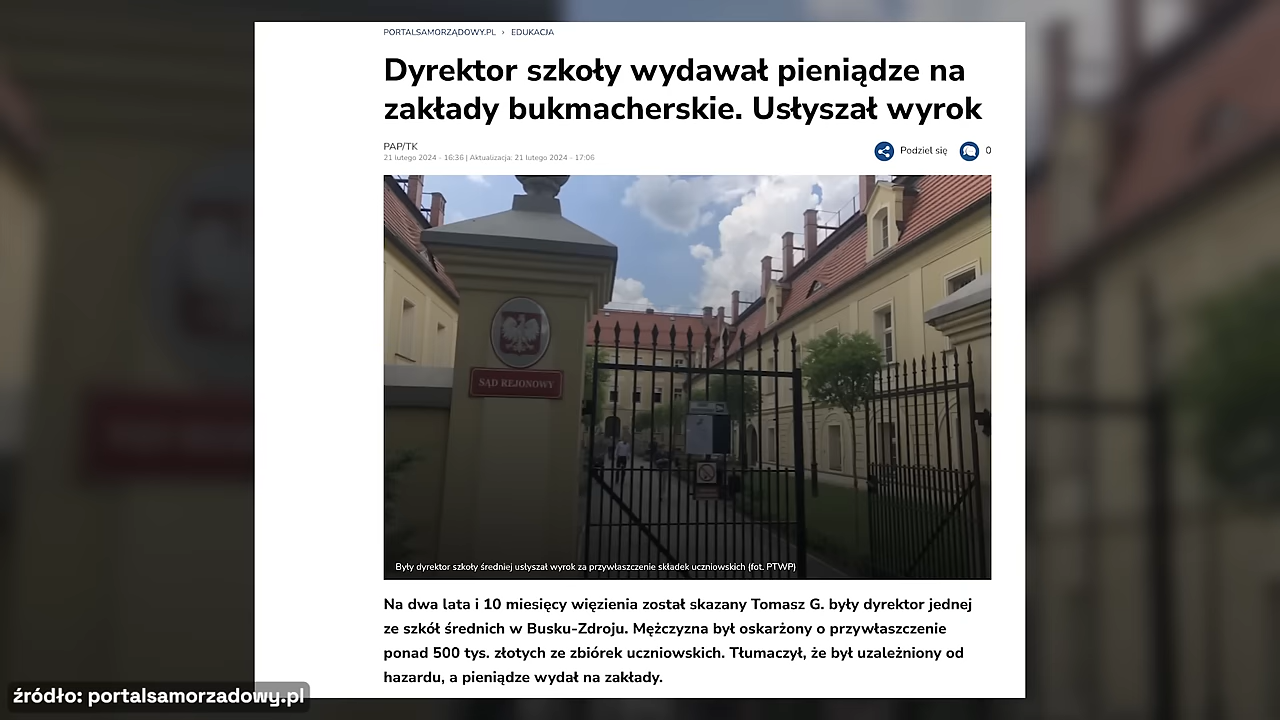 PORTALSAMORZĄDOWY.PL › EDUKACJA
Dyrektor szkoły wydawał pieniądze na
zakłady bukmacherskie. Usłyszał wyrok
PAP/TK
21 lutego 2024 - 16:36 | Aktualizacja: 21 lutego 2024 - 17:06
Podziel się 0
SĄD REJONOWY
Były dyrektor szkoły średniej usłyszał wyrok za przywłaszczenie składek uczniowskich (fot. PTWP)
Na dwa lata i 10 miesięcy więzienia został skazany Tomasz G. były dyrektor jednej
ze szkół średnich w Busku-Zdroju. Mężczyzna był oskarżony o przywłaszczenie
ponad 500 tys. złotych ze zbiórek uczniowskich. Tłumaczył, że był uzależniony od
hazardu, a pieniądze wydał na zakłady.
źródło: portalsamorzadowy.pl